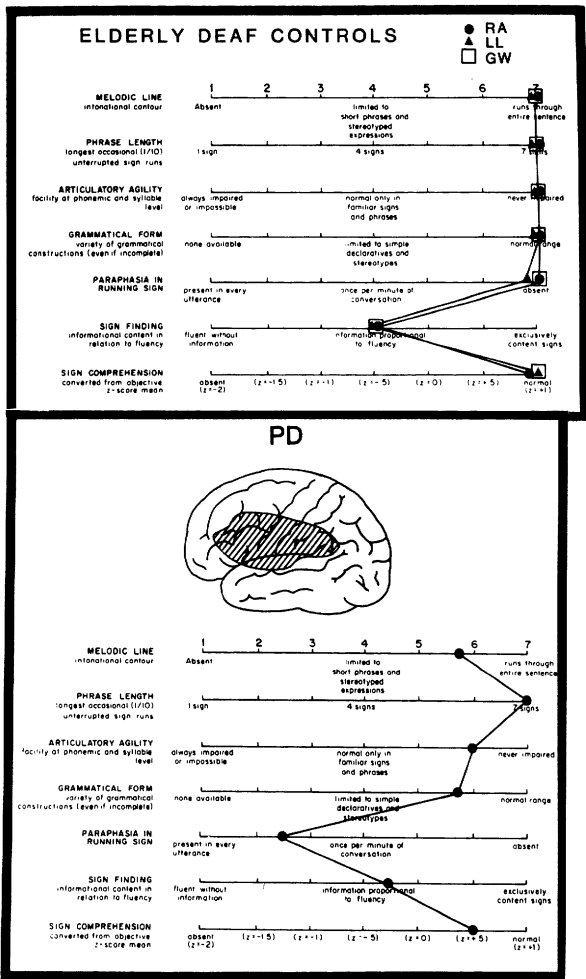 ELDERLY DEAF CONTROLS
RA
LL
GW
1 2 3 4 5 6 7
MELODIC LINE
intonational contour
Absent
limited to
short phrases and
stereotyped
expressions
runs through
entire sentence
PHRASE LENGTH
longest occasional (1/10)
uninterrupted sign runs
1 sign
4 signs
7 signs
ARTICULATORY AGILITY
facility at phonemic and syllable
level
always impaired
or impossible
normal only in
familiar signs
and phrases
never impaired
GRAMMATICAL FORM
variety of grammatical
constructions (even if incomplete)
none available
limited to simple
declaratives and
stereotypes
normal range
PARAPHASIA IN
RUNNING SIGN
present in every
utterance
once per minute of
conversation
absent
SIGN FINDING
informational content in
relation to fluency
fluent without
information
information proportional
to fluency
exclusively
content signs
SIGN COMPREHENSION
converted from objective
z-score mean
absent
(z=-2)
(z=-1.5)
(z=-1)
(z=-.5)
(z=0)
(z=+.5)
normal
(z=+1)
PD
1 2 3 4 5 6 7
MELODIC LINE
intonational contour
Absent
limited to
short phrases and
stereotyped
expressions
runs through
entire sentence
PHRASE LENGTH
longest occasional (1/10)
uninterrupted sign runs
1 sign
4 signs
7 signs
ARTICULATORY AGILITY
facility at phonemic and syllable
level
always impaired
or impossible
normal only in
familiar signs
and phrases
never impaired
GRAMMATICAL FORM
variety of grammatical
constructions (even if incomplete)
none available
limited to simple
declaratives and
stereotypes
normal range
PARAPHASIA IN
RUNNING SIGN
present in every
utterance
once per minute of
conversation
absent
SIGN FINDING
informational content in
relation to fluency
fluent without
information
information proportional
to fluency
exclusively
content signs
SIGN COMPREHENSION
converted from objective
z-score mean
absent
(z=-2)
(z=-1.5)
(z=-1)
(z=-.5)
(z=0)
(z=+.5)
normal
(z=+1)